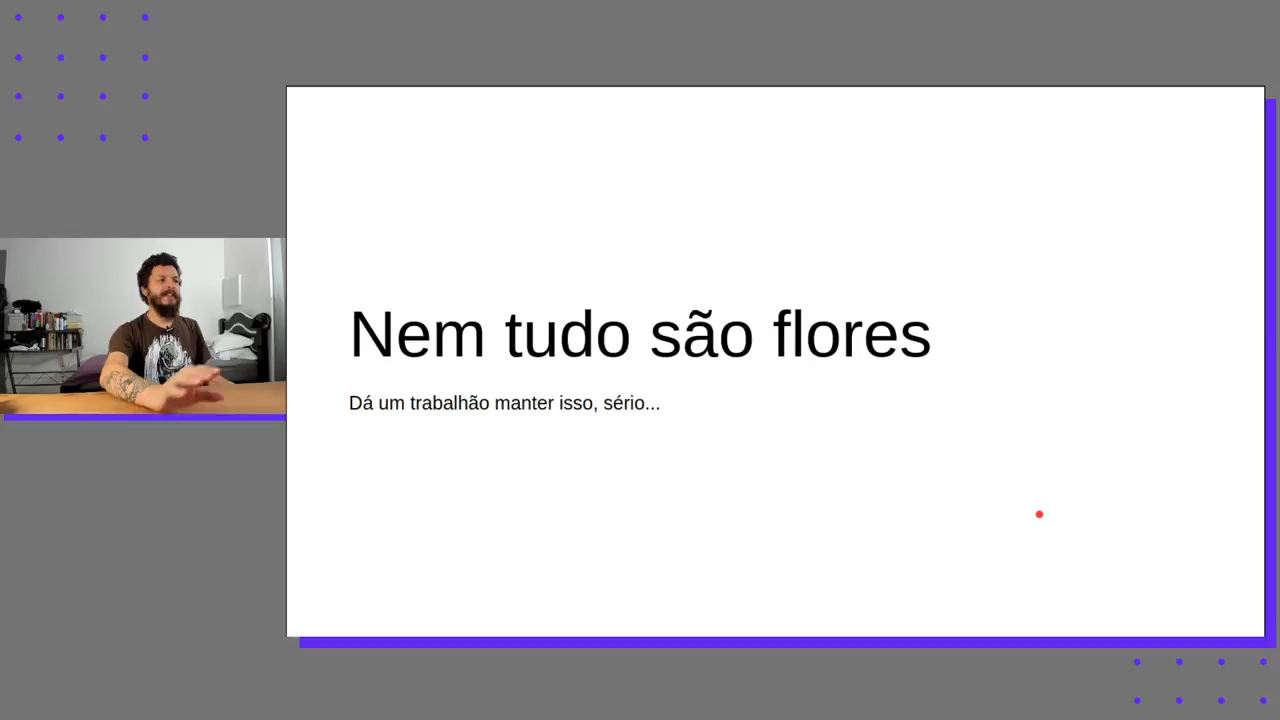 Nem tudo são flores
Dá um trabalhão manter isso, sério...